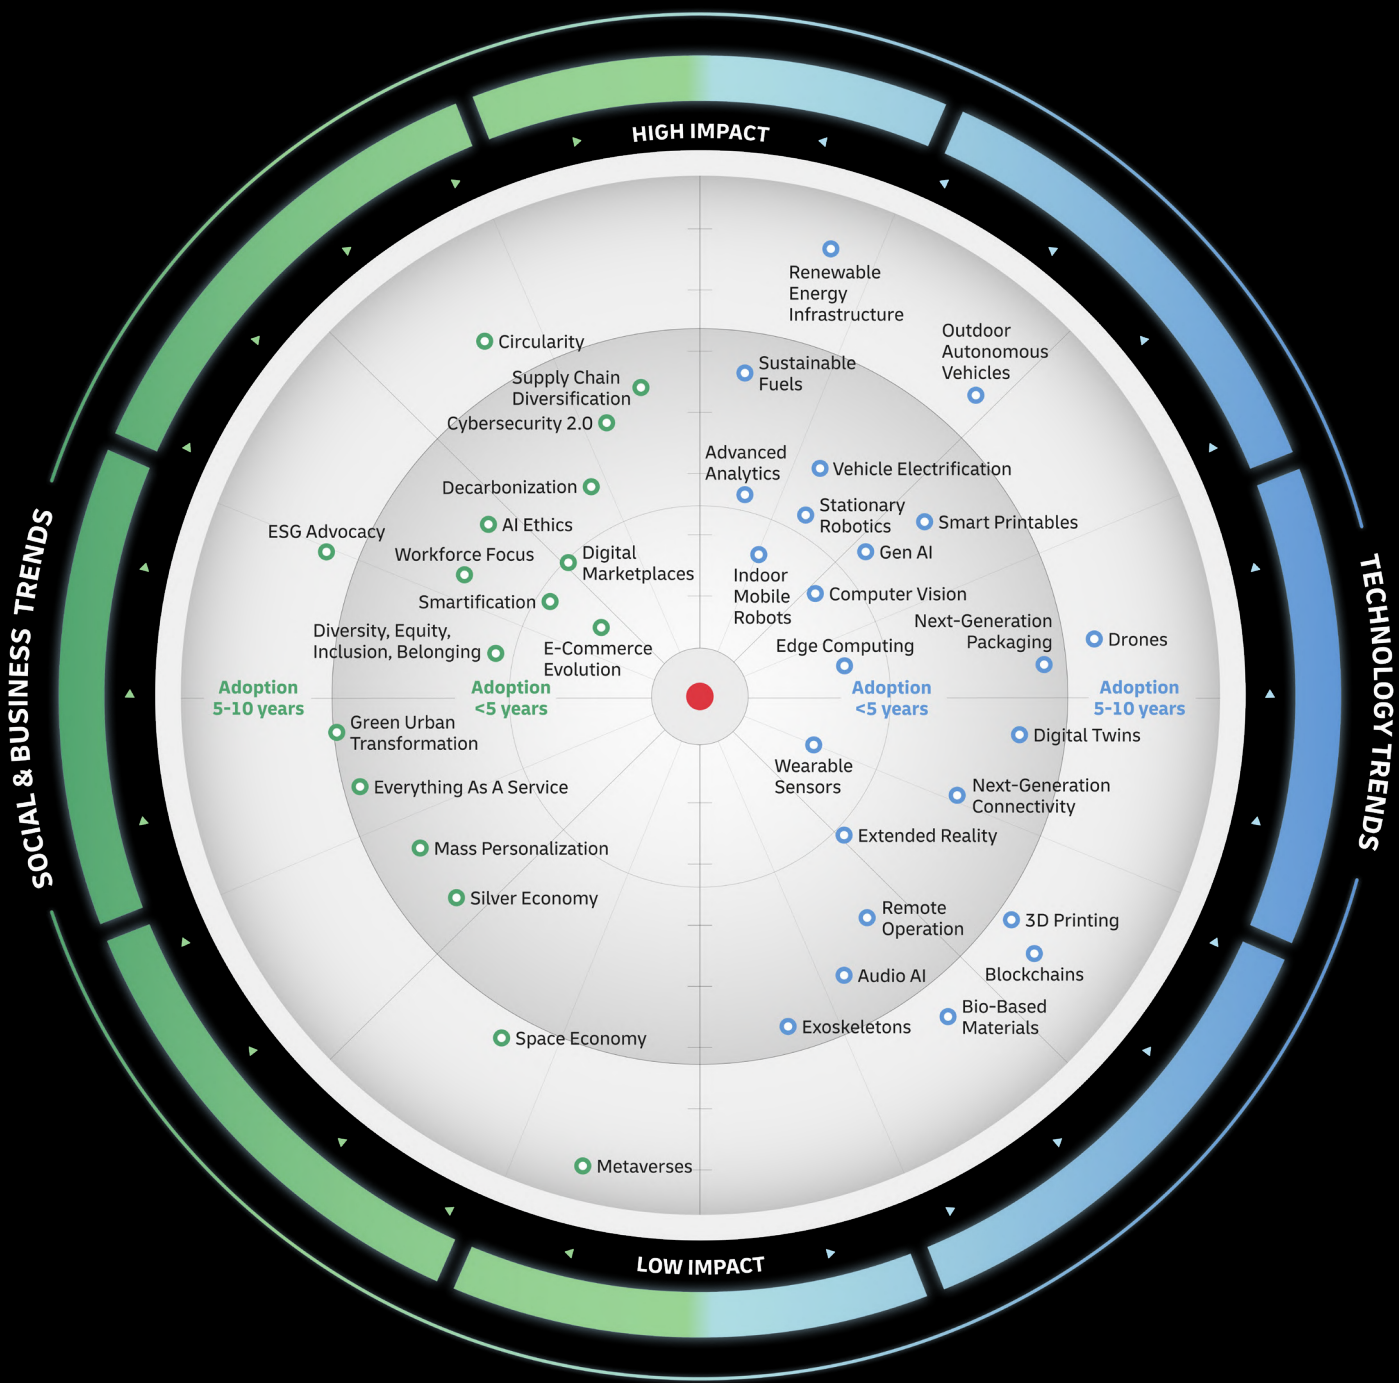 HIGH IMPACT
Renewable
Energy
Infrastructure
Outdoor
Autonomous
Vehicles
Circularity
Supply Chain
Diversification
Sustainable
Fuels
Cybersecurity 2.0
Advanced
Analytics
Vehicle Electrification
Decarbonization
Stationary
Robotics
Smart Printables
AI Ethics
ESG Advocacy
Workforce Focus
Digital
Marketplaces
Gen AI
Indoor
Mobile
Robots
Computer Vision
Smartification
Next-Generation
Packaging
Drones
Diversity, Equity,
Inclusion, Belonging
E-Commerce
Evolution
Edge Computing
SOCIAL & BUSINESS TRENDS
Adoption
5-10 years
Adoption
<5 years
Adoption
<5 years
Adoption
5-10 years
TECHNOLOGY TRENDS
Green Urban
Transformation
Digital Twins
Everything As A Service
Wearable
Sensors
Next-Generation
Connectivity
Mass Personalization
Extended Reality
Silver Economy
Remote
Operation
3D Printing
Blockchains
Audio AI
Bio-Based
Materials
Exoskeletons
Space Economy
Metaverses
LOW IMPACT